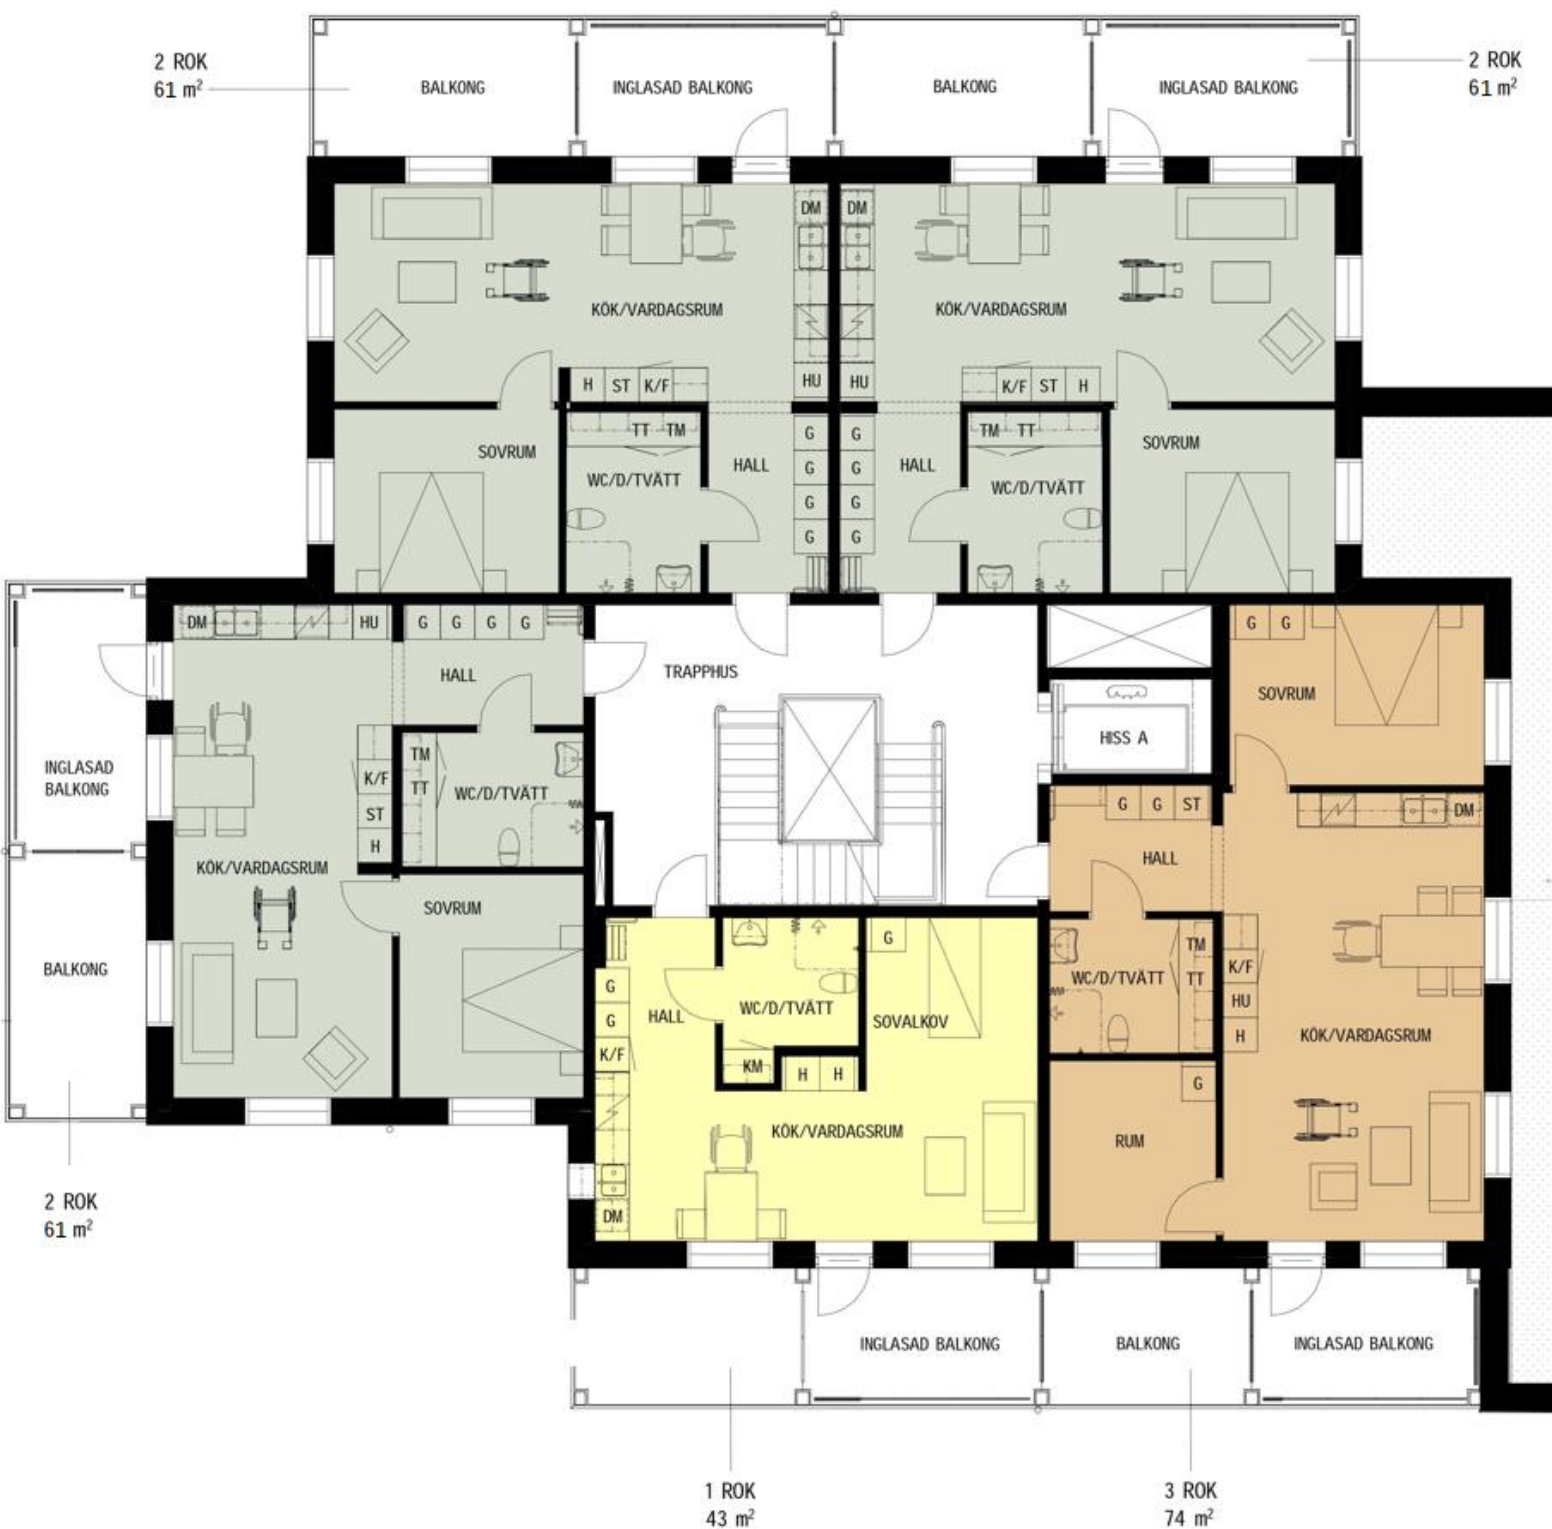 2 ROK
61 m²
2 ROK
61 m²
BALKONG
INGLASAD BALKONG
BALKONG
INGLASAD BALKONG
DM
DM
KÖK/VARDAGSRUM
KÖK/VARDAGSRUM
H
ST
K/F
HU
HU
K/F
ST
H
SOVRUM
TT
TM
G
G
TM
TT
SOVRUM
WC/D/TVÄTT
HALL
G
G
HALL
WC/D/TVÄTT
G
G
G
G
DM
HU
G
G
G
G
G
G
HALL
TRAPPHUS
SOVRUM
INGLASAD
BALKONG
K/F
ST
H
TM
TT
WC/D/TVÄTT
HISS A
G
G
ST
DM
KÖK/VARDAGSRUM
HALL
SOVRUM
BALKONG
G
G
G
K/F
HALL
WC/D/TVÄTT
SOVALKOV
WC/D/TVÄTT
TM
TT
K/F
HU
H
KÖK/VARDAGSRUM
KM
H
H
G
KÖK/VARDAGSRUM
RUM
DM
2 ROK
61 m²
INGLASAD BALKONG
BALKONG
INGLASAD BALKONG
1 ROK
43 m²
3 ROK
74 m²